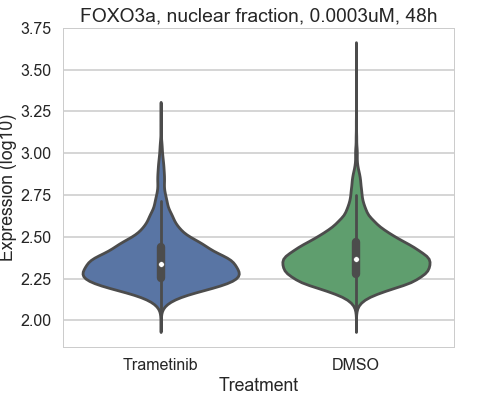 FOXO3a, nuclear fraction, 0.0003uM, 48h
Expression (log10)
3.75
3.50
3.25
3.00
2.75
2.50
2.25
2.00
Trametinib DMSO
Treatment